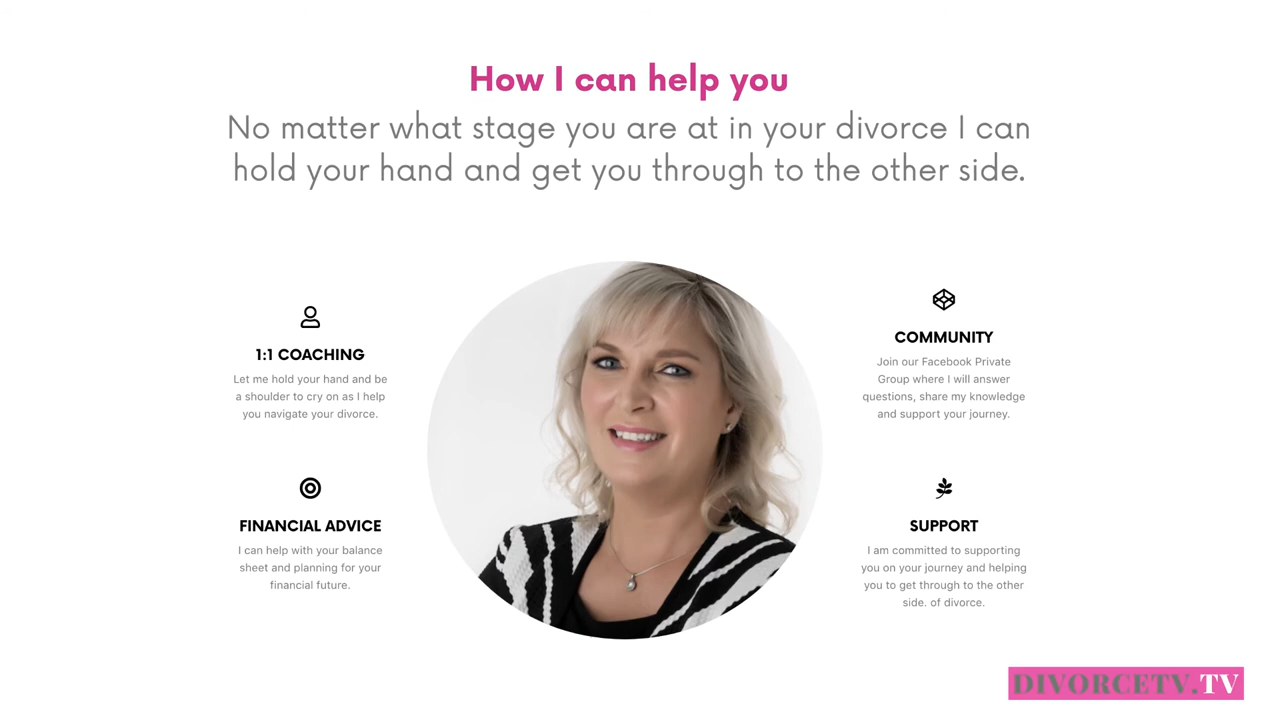 How I can help you
No matter what stage you are at in your divorce I can
hold your hand and get you through to the other side.
1:1 COACHING
Let me hold your hand and be
a shoulder to cry on as I help
you navigate your divorce.
FINANCIAL ADVICE
I can help with your balance
sheet and planning for your
financial future.
COMMUNITY
Join our Facebook Private
Group where I will answer
questions, share my knowledge
and support your journey.
SUPPORT
I am committed to supporting
you on your journey and helping
you to get through to the other
side. of divorce.
DIVORCETV.TV